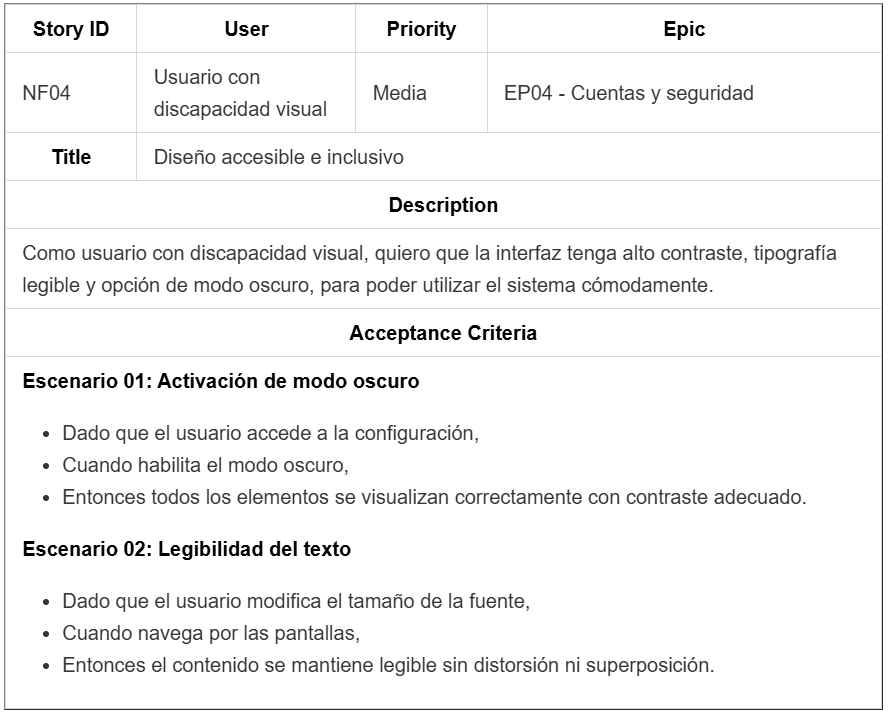 Story ID User Priority Epic
NF04 Usuario con discapacidad visual Media EP04 - Cuentas y seguridad
Title Diseño accesible e inclusivo
Description
Como usuario con discapacidad visual, quiero que la interfaz tenga alto contraste, tipografía
legible y opción de modo oscuro, para poder utilizar el sistema cómodamente.
Acceptance Criteria
Escenario 01: Activación de modo oscuro
• Dado que el usuario accede a la configuración,
• Cuando habilita el modo oscuro,
• Entonces todos los elementos se visualizan correctamente con contraste adecuado.
Escenario 02: Legibilidad del texto
• Dado que el usuario modifica el tamaño de la fuente,
• Cuando navega por las pantallas,
• Entonces el contenido se mantiene legible sin distorsión ni superposición.